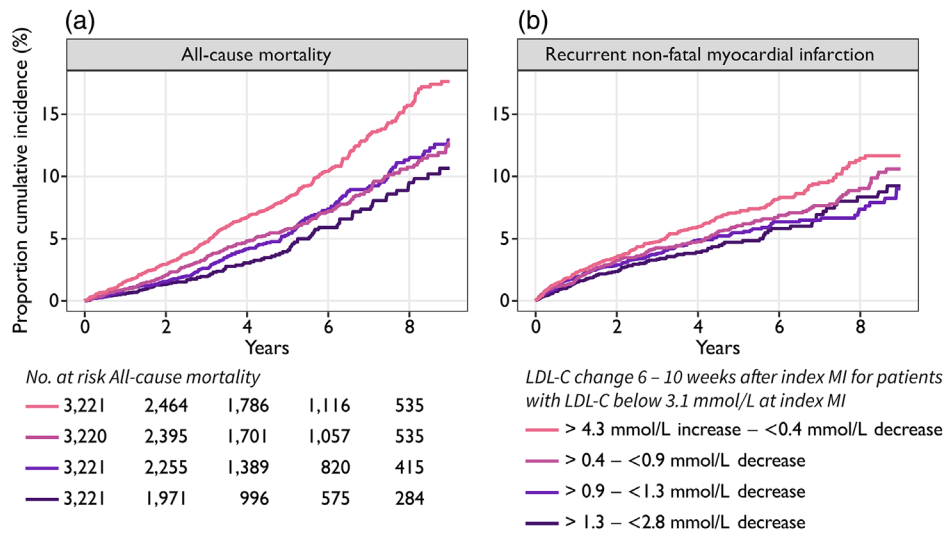 (a)
(b)
All-cause mortality
Recurrent non-fatal myocardial infarction
Proportion cumulative incidence (%)
15
10
5
0
0 2 4 6 8
Years
15
10
5
0
0 2 4 6 8
Years
No. at risk All-cause mortality
3,221 2,464 1,786 1,116 535
3,220 2,395 1,701 1,057 535
3,221 2,255 1,389 820 415
3,221 1,971 996 575 284
LDL-C change 6 – 10 weeks after index MI for patients
with LDL-C below 3.1 mmol/L at index MI
> 4.3 mmol/L increase – <0.4 mmol/L decrease
> 0.4 – <0.9 mmol/L decrease
> 0.9 – <1.3 mmol/L decrease
> 1.3 – <2.8 mmol/L decrease